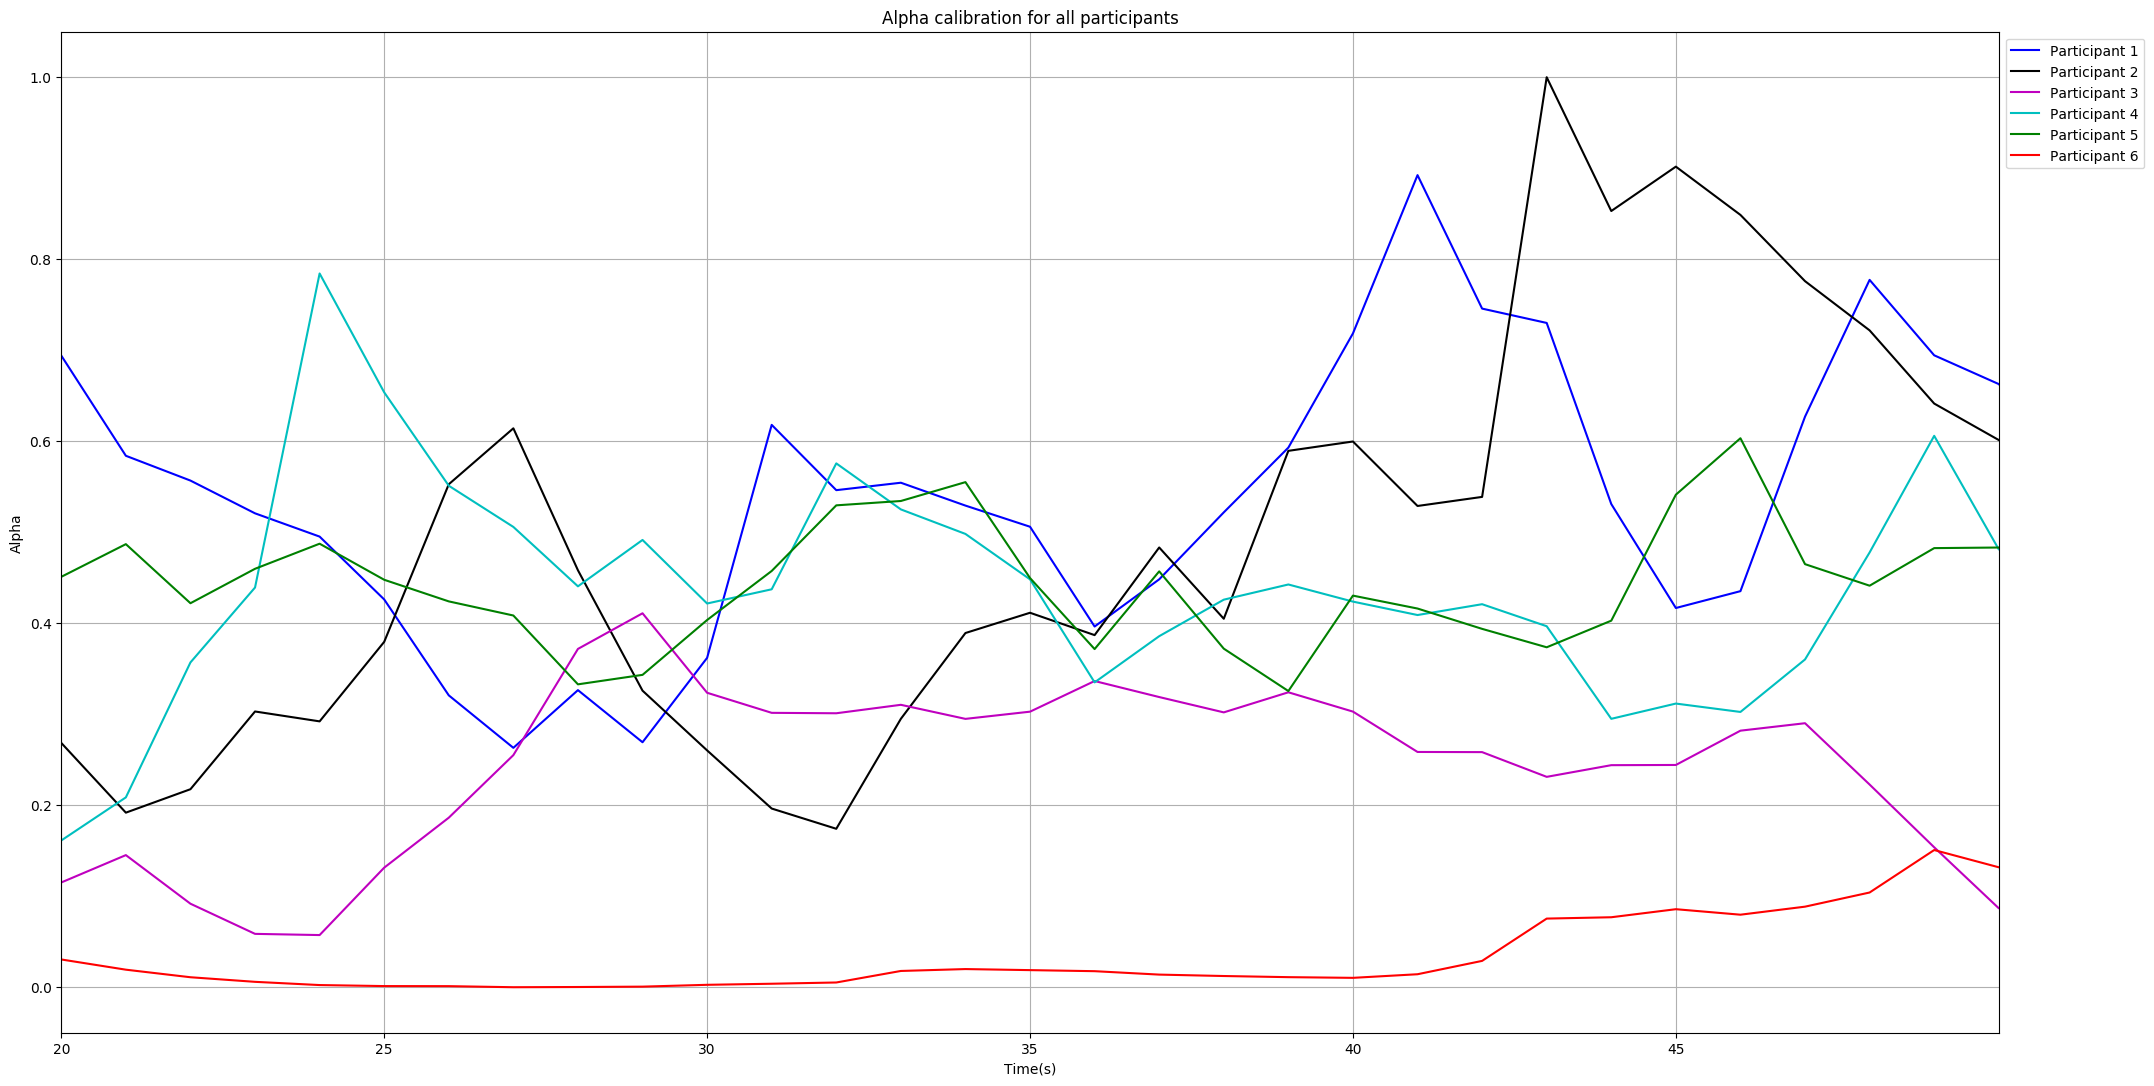 Alpha calibration for all participants
Participant 1
Participant 2
Participant 3
Participant 4
Participant 5
Participant 6
1.0
0.8
0.6
0.4
0.2
0.0
Alpha
20 25 30 35 40 45
Time(s)